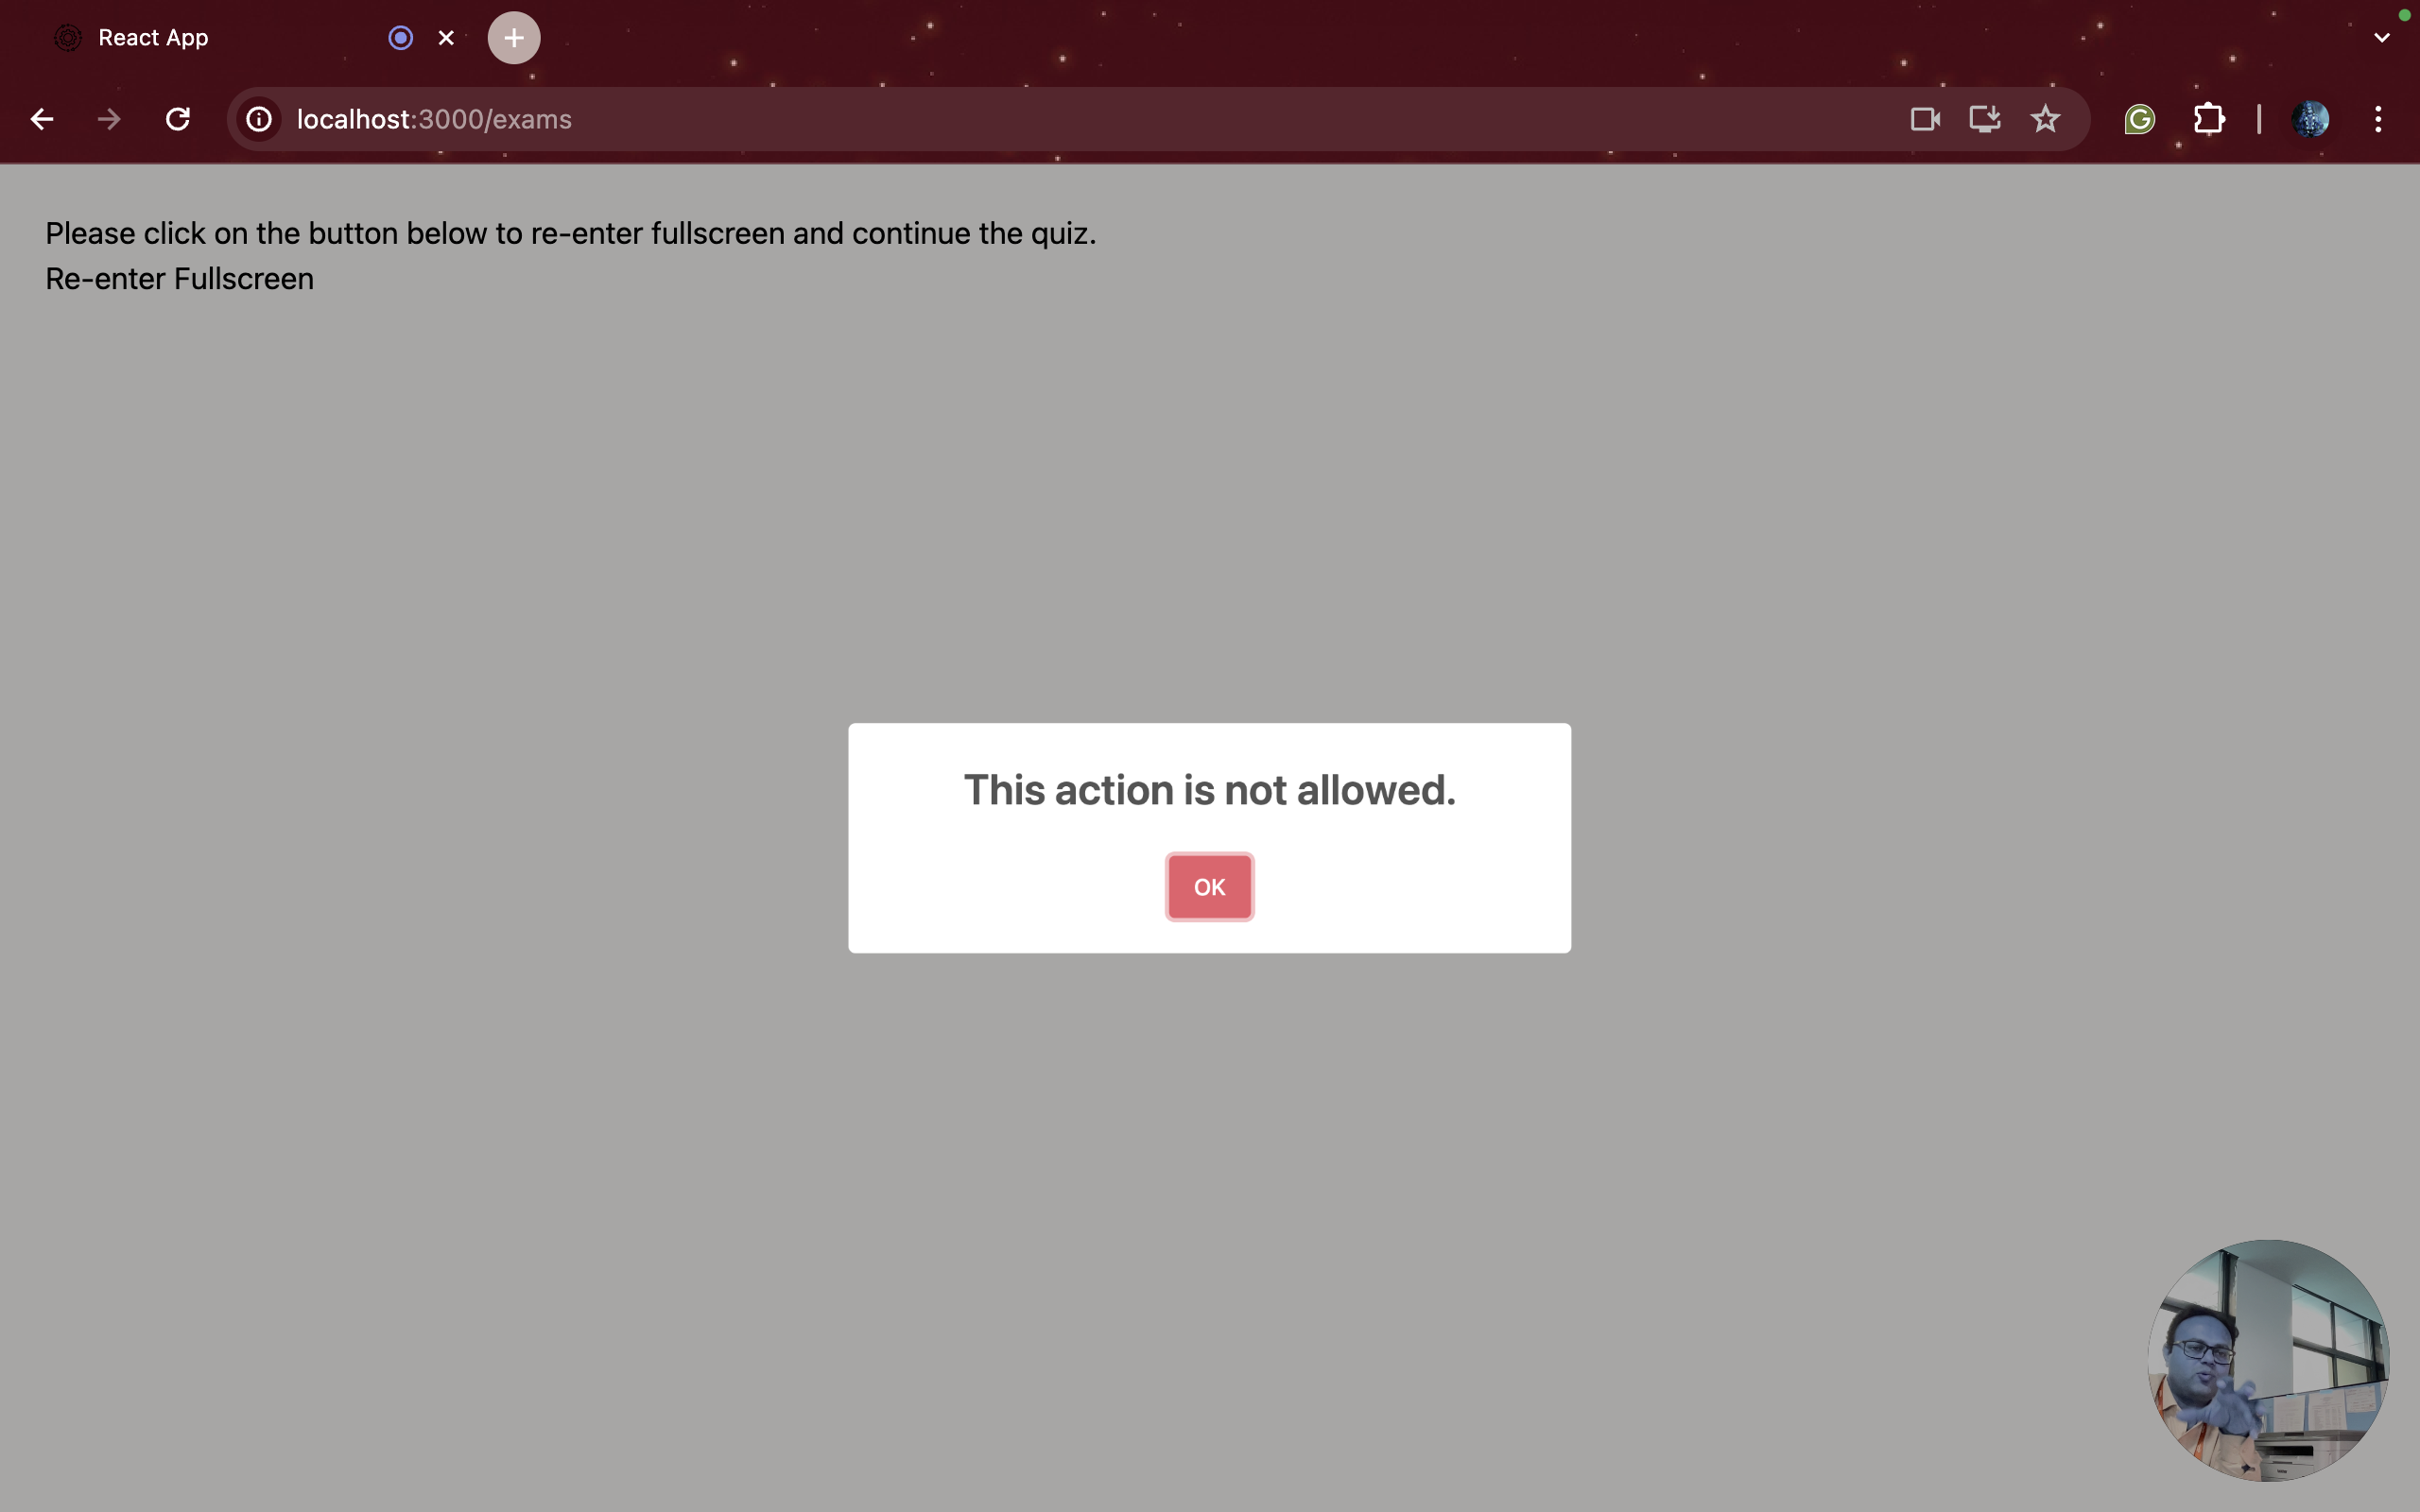 React App
localhost:3000/exams
Please click on the button below to re-enter fullscreen and continue the quiz.
Re-enter Fullscreen
This action is not allowed.
OK